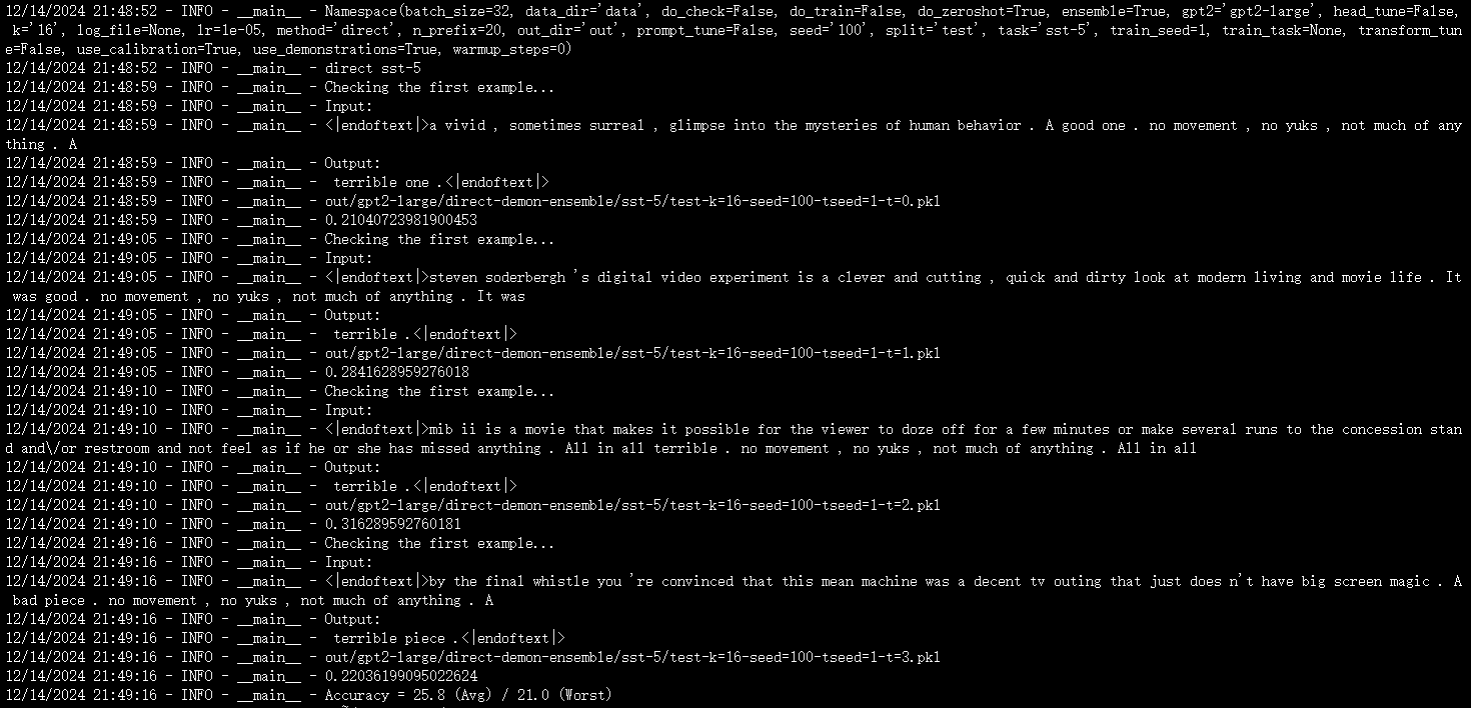 12/14/2024 21:48:52 - INFO - __main__ - Namespace(batch_size=32, data_dir='data', do_check=False, do_train=False, do_zeroshot=True, ensemble=True, gpt2='gpt2-large', head_tune=False,
 k='16', log_file=None, lr=1e-05, method='direct', n_prefix=20, out_dir='out', prompt_tune=False, seed='100', split='test', task='sst-5', train_seed=1, train_task=None, transform_tun
e=False, use_calibration=True, use_demonstrations=True, warmup_steps=0)
12/14/2024 21:48:52 - INFO - __main__ - direct sst-5
12/14/2024 21:48:59 - INFO - __main__ - Checking the first example...
12/14/2024 21:48:59 - INFO - __main__ - Input:
12/14/2024 21:48:59 - INFO - __main__ - <|endoftext|>a vivid , sometimes surreal , glimpse into the mysteries of human behavior . A good one . no movement , no yuks , not much of any
thing . A
12/14/2024 21:48:59 - INFO - __main__ - Output:
12/14/2024 21:48:59 - INFO - __main__ -  terrible one .<|endoftext|>
12/14/2024 21:48:59 - INFO - __main__ - out/gpt2-large/direct-demon-ensemble/sst-5/test-k=16-seed=100-tseed=1-t=0.pkl
12/14/2024 21:48:59 - INFO - __main__ - 0.21040723981900453
12/14/2024 21:49:05 - INFO - __main__ - Checking the first example...
12/14/2024 21:49:05 - INFO - __main__ - Input:
12/14/2024 21:49:05 - INFO - __main__ - <|endoftext|>steven soderbergh 's digital video experiment is a clever and cutting , quick and dirty look at modern living and movie life . It
 was good . no movement , no yuks , not much of anything . It was
12/14/2024 21:49:05 - INFO - __main__ - Output:
12/14/2024 21:49:05 - INFO - __main__ -  terrible .<|endoftext|>
12/14/2024 21:49:05 - INFO - __main__ - out/gpt2-large/direct-demon-ensemble/sst-5/test-k=16-seed=100-tseed=1-t=1.pkl
12/14/2024 21:49:05 - INFO - __main__ - 0.2841628959276018
12/14/2024 21:49:10 - INFO - __main__ - Checking the first example...
12/14/2024 21:49:10 - INFO - __main__ - Input:
12/14/2024 21:49:10 - INFO - __main__ - <|endoftext|>mib ii is a movie that makes it possible for the viewer to doze off for a few minutes or make several runs to the concession stan
d and\/or restroom and not feel as if he or she has missed anything . All in all terrible . no movement , no yuks , not much of anything . All in all
12/14/2024 21:49:10 - INFO - __main__ - Output:
12/14/2024 21:49:10 - INFO - __main__ -  terrible .<|endoftext|>
12/14/2024 21:49:10 - INFO - __main__ - out/gpt2-large/direct-demon-ensemble/sst-5/test-k=16-seed=100-tseed=1-t=2.pkl
12/14/2024 21:49:10 - INFO - __main__ - 0.316289592760181
12/14/2024 21:49:16 - INFO - __main__ - Checking the first example...
12/14/2024 21:49:16 - INFO - __main__ - Input:
12/14/2024 21:49:16 - INFO - __main__ - <|endoftext|>by the final whistle you 're convinced that this mean machine was a decent tv outing that just does n't have big screen magic . A
 bad piece . no movement , no yuks , not much of anything . A
12/14/2024 21:49:16 - INFO - __main__ - Output:
12/14/2024 21:49:16 - INFO - __main__ -  terrible piece .<|endoftext|>
12/14/2024 21:49:16 - INFO - __main__ - out/gpt2-large/direct-demon-ensemble/sst-5/test-k=16-seed=100-tseed=1-t=3.pkl
12/14/2024 21:49:16 - INFO - __main__ - 0.22036199095022624
12/14/2024 21:49:16 - INFO - __main__ - Accuracy = 25.8 (Avg) / 21.0 (Worst)